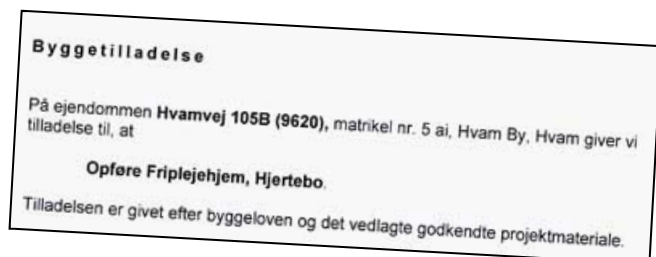 Byggetilladelse
På ejendommen Hvamvej 105B (9620), matrikel nr. 5 ai, Hvam By, Hvam giver vi
tilladelse til, at
Opføre Friplejehjem, Hjertebo.
Tilladelsen er givet efter byggeloven og det vedlagte godkendte projektmateriale.